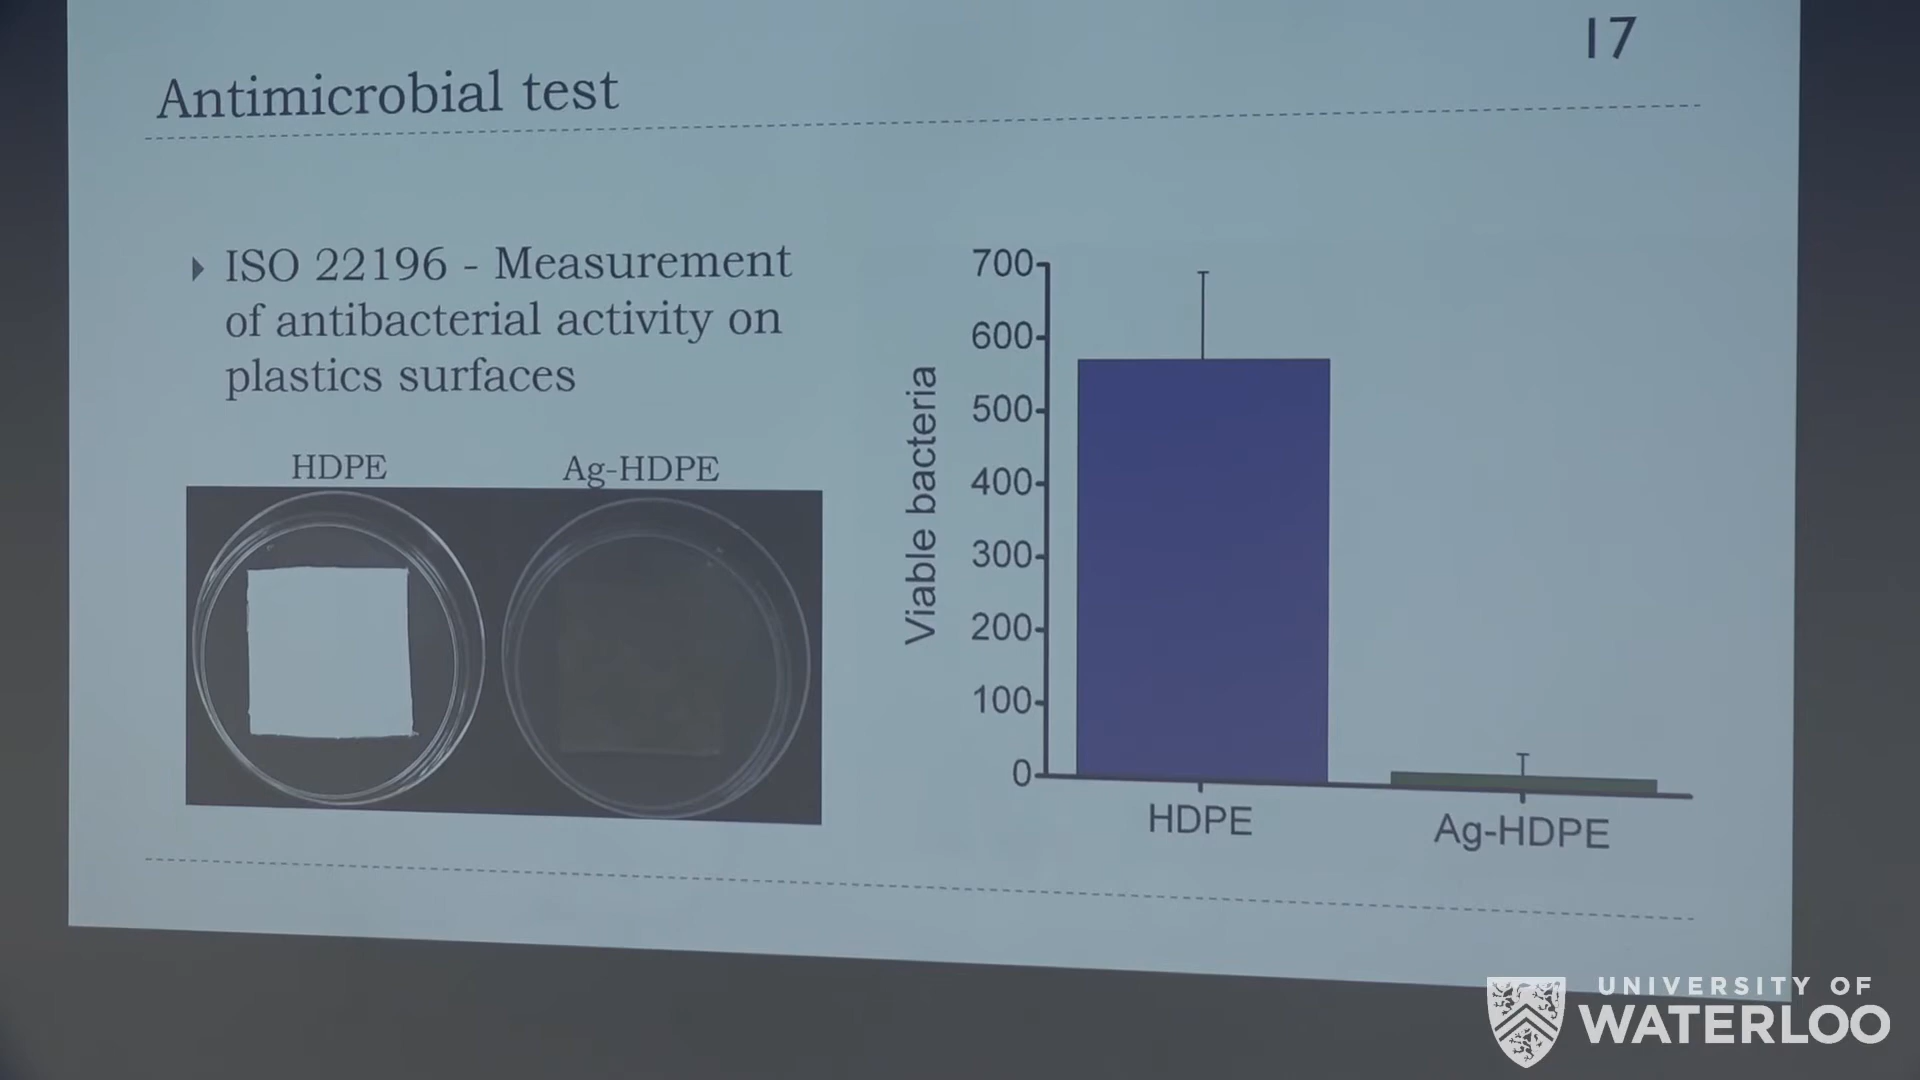 17
Antimicrobial test
ISO 22196 - Measurement
of antibacterial activity on
plastics surfaces
HDPE
Ag-HDPE
Viable bacteria
700
600
500
400
300
200
100
0
HDPE
Ag-HDPE
UNIVERSITY OF
WATERLOO